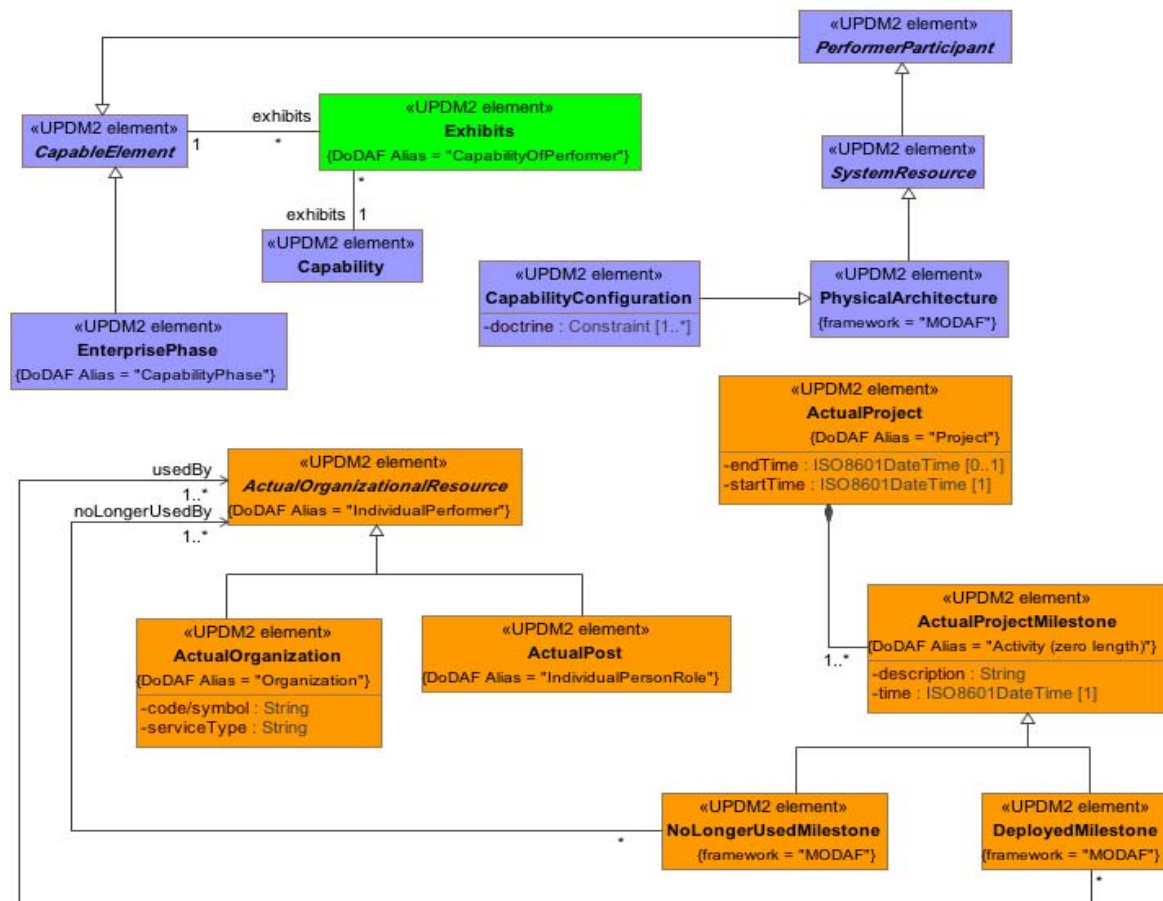 «UPDM2 element»
PerformerParticipant
«UPDM2 element»
CapableElement
1
exhibits
*
«UPDM2 element»
Exhibits
{DoDAF Alias = "CapabilityOfPerformer"}
*
exhibits 1
«UPDM2 element»
Capability
«UPDM2 element»
SystemResource
«UPDM2 element»
CapabilityConfiguration
-doctrine : Constraint [1..*]
«UPDM2 element»
PhysicalArchitecture
{framework = "MODAF"}
«UPDM2 element»
EnterprisePhase
{DoDAF Alias = "CapabilityPhase"}
«UPDM2 element»
ActualProject
{DoDAF Alias = "Project"}
-endTime : ISO8601DateTime [0..1]
-startTime : ISO8601DateTime [1]
usedBy
1..*
noLongerUsedBy
1..*
«UPDM2 element»
ActualOrganizationalResource
{DoDAF Alias = "IndividualPerformer"}
«UPDM2 element»
ActualOrganization
{DoDAF Alias = "Organization"}
-code/symbol : String
-serviceType : String
«UPDM2 element»
ActualPost
{DoDAF Alias = "IndividualPersonRole"}
1..*
«UPDM2 element»
ActualProjectMilestone
{DoDAF Alias = "Activity (zero length)"}
-description : String
-time : ISO8601DateTime [1]
*
«UPDM2 element»
NoLongerUsedMilestone
{framework = "MODAF"}
«UPDM2 element»
DeployedMilestone
{framework = "MODAF"}
*